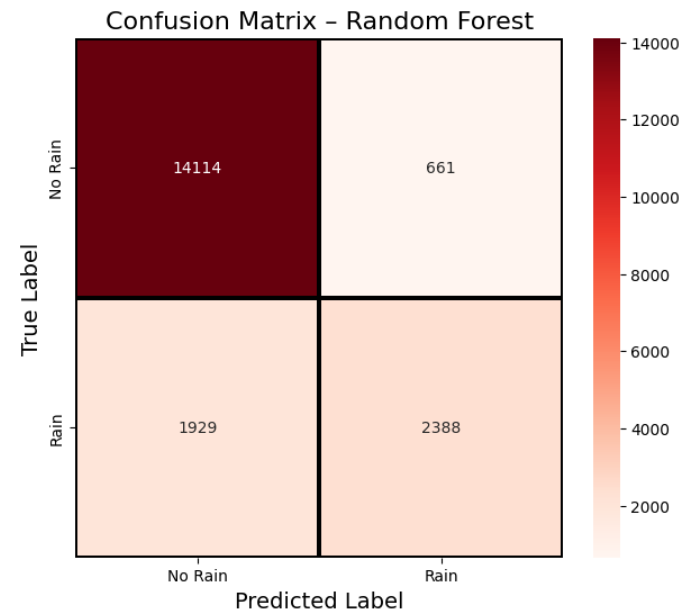 Confusion Matrix – Random Forest
True Label
No Rain
14114
661
Rain
1929
2388
No Rain
Rain
Predicted Label
14000
12000
10000
8000
6000
4000
2000